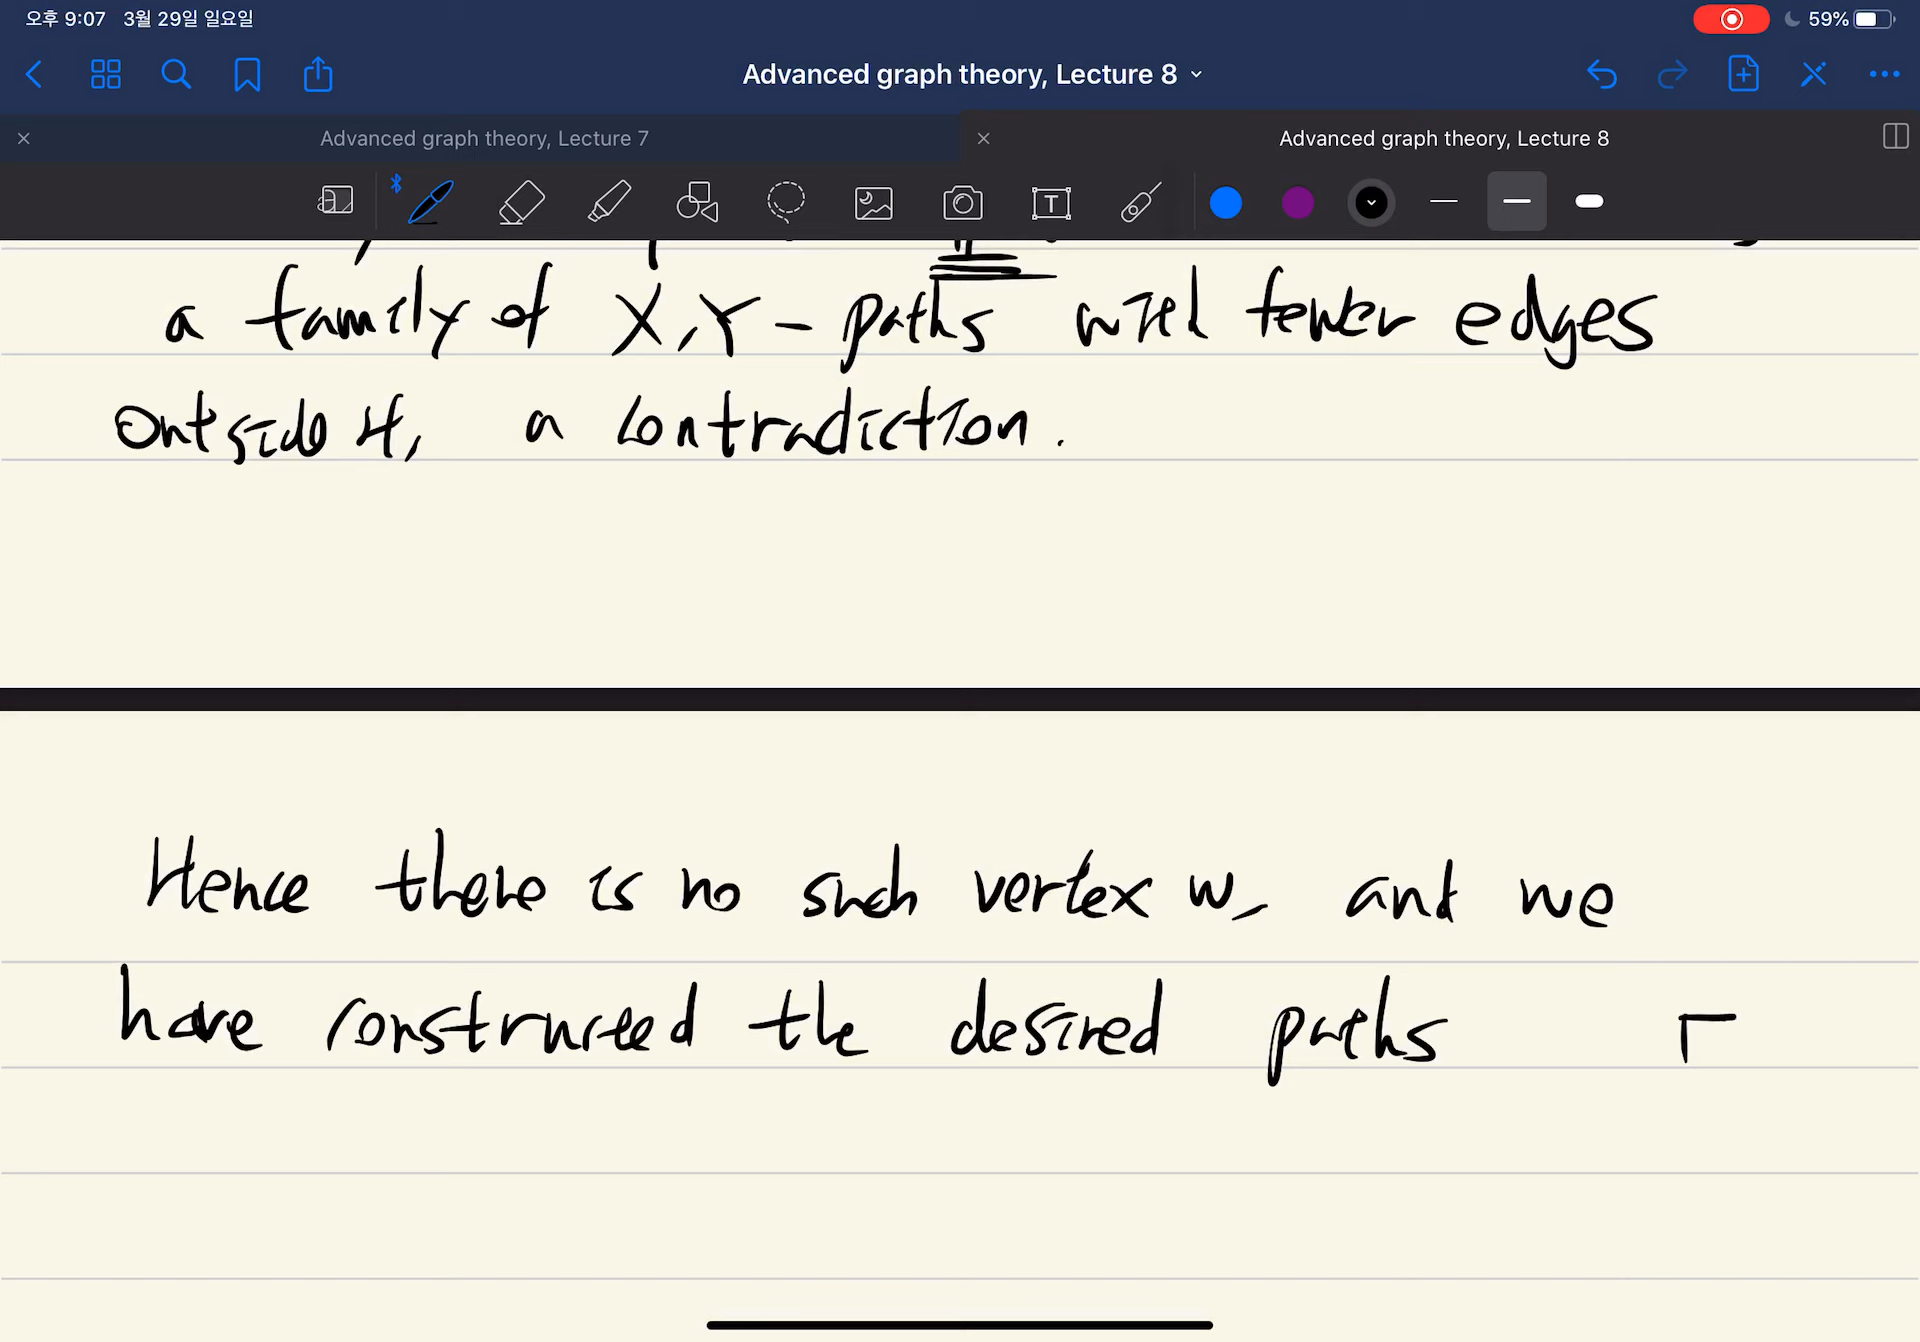 오후 9:07 3월 29일 일요일 59%
Advanced graph theory, Lecture 8
Advanced graph theory, Lecture 7 Advanced graph theory, Lecture 8
a family of X,Y-paths with fewer edges
outside H, a contradiction.
Hence there is no such vertex w, and we
have constructed the desired paths